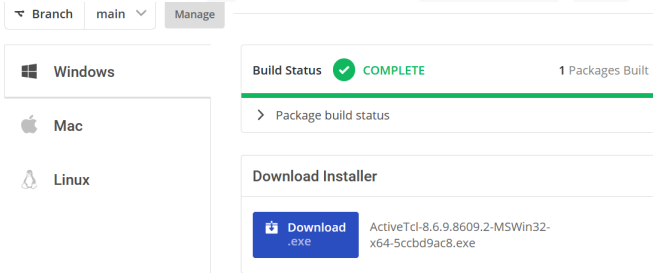 Branch main Manage
Windows
Mac
Linux
Build Status COMPLETE 1 Packages Built
Package build status
Download Installer
Download
.exe
ActiveTcl-8.6.9.8609.2-MSWin32-
x64-5ccbd9ac8.exe